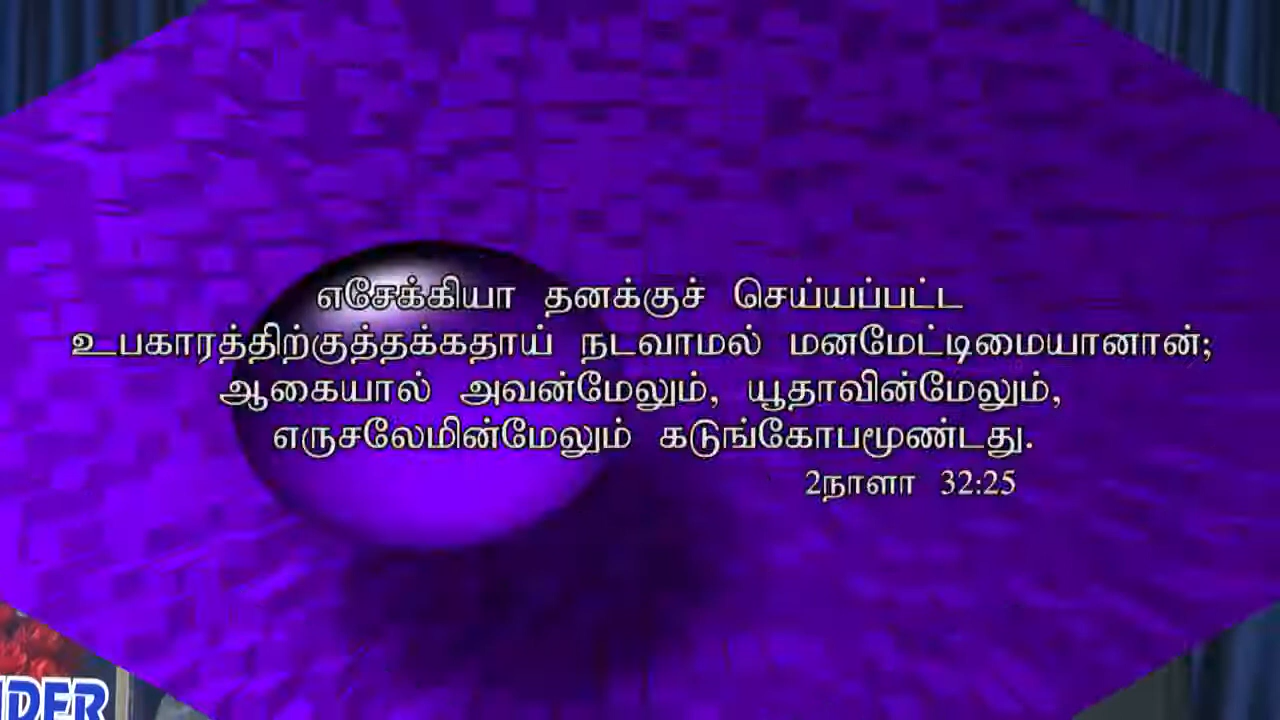 எசேக்கியா தனக்குச் செய்யப்பட்ட
உபகாரத்திற்குத்தக்கதாய் நடவாமல் மனமேட்டிமையானான்;
ஆகையால் அவன்மேலும், யூதாவின்மேலும்,
எருசலேமின்மேலும் கடுங்கோபமூண்டது.
2நாளா 32:25